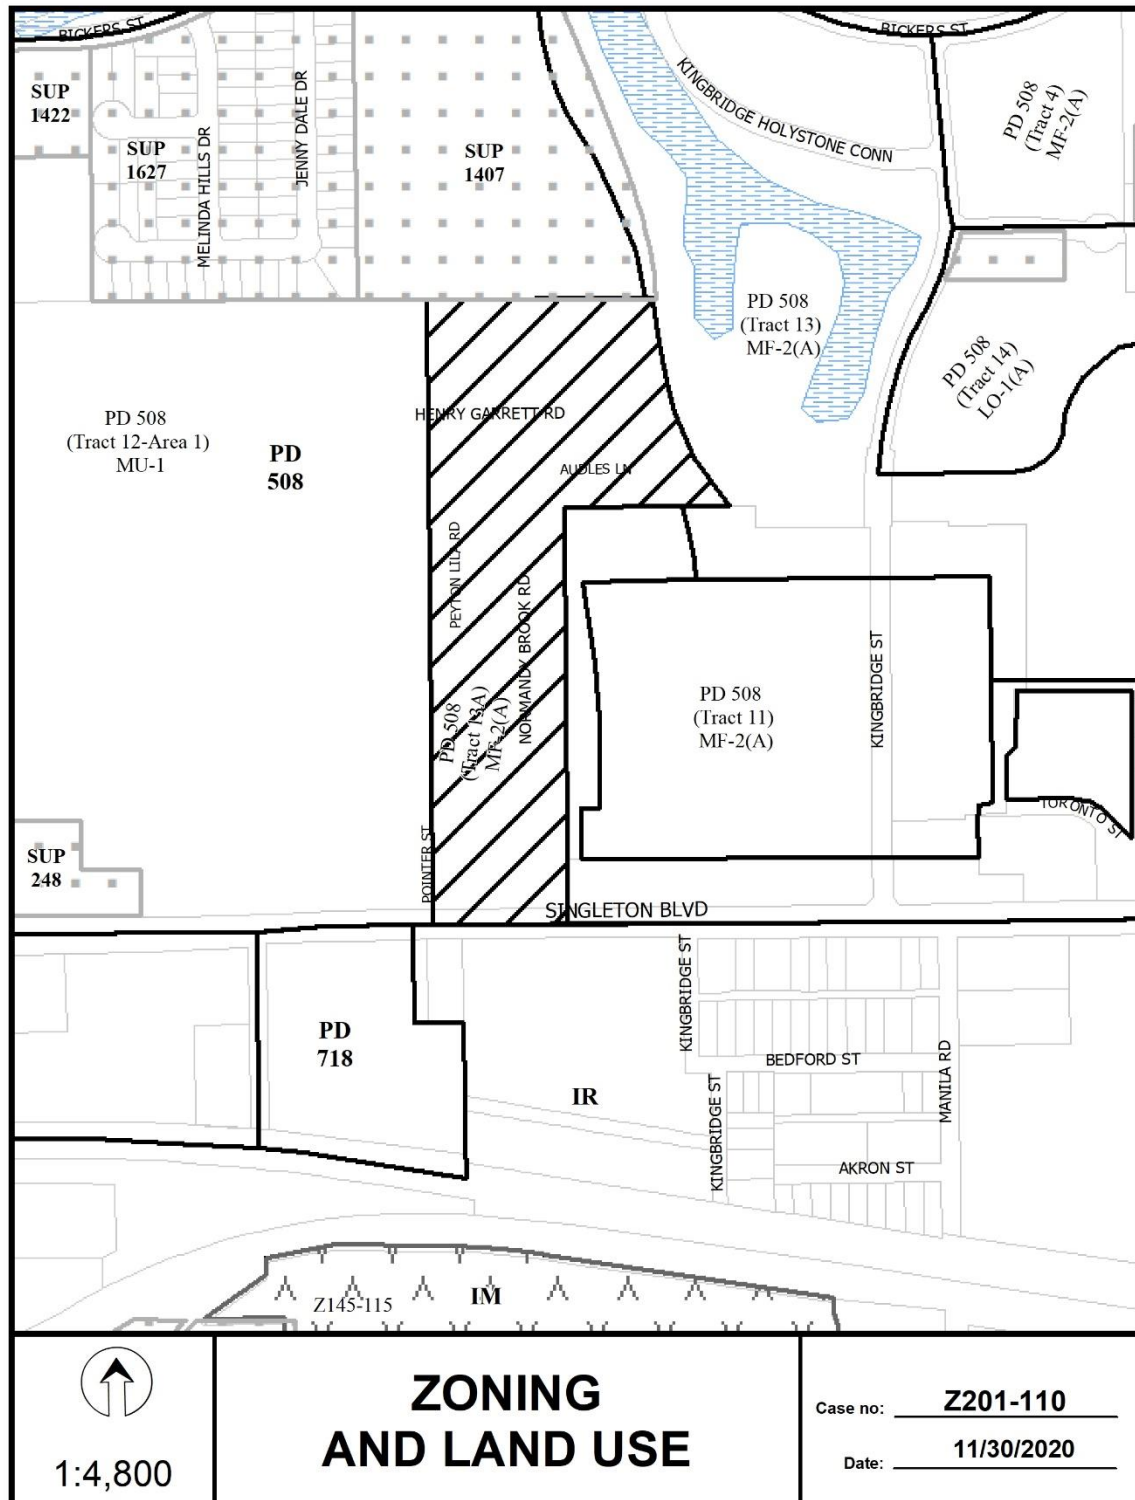 BICKERS ST
BICKERS ST
SUP
1422
SUP
1627
MELINDA HILLS DR
JENNY DALE DR
SUP
1407
KINGBRIDGE HOLYSTONE CONN
PD 508
(Tract 4)
MF-2(A)
PD 508
(Tract 13)
MF-2(A)
PD 508
(Tract 14)
LO-1(A)
PD 508
(Tract 12-Area 1)
MU-1
PD
508
HENRY GARRETT RD
AUDLES LN
PEYTON LILA RD
NORMANDY BROOK RD
PD 508
(Tract 13A)
MF-2(A)
PD 508
(Tract 11)
MF-2(A)
KINGBRIDGE ST
TORONTO ST
SUP
248
POINTER ST
SINGLETON BLVD
PD
718
IR
KINGBRIDGE ST
KINGBRIDGE ST
BEDFORD ST
MANILA RD
AKRON ST
Z145-115
IM
1:4,800
ZONING
AND LAND USE
Case no: Z201-110
Date: 11/30/2020